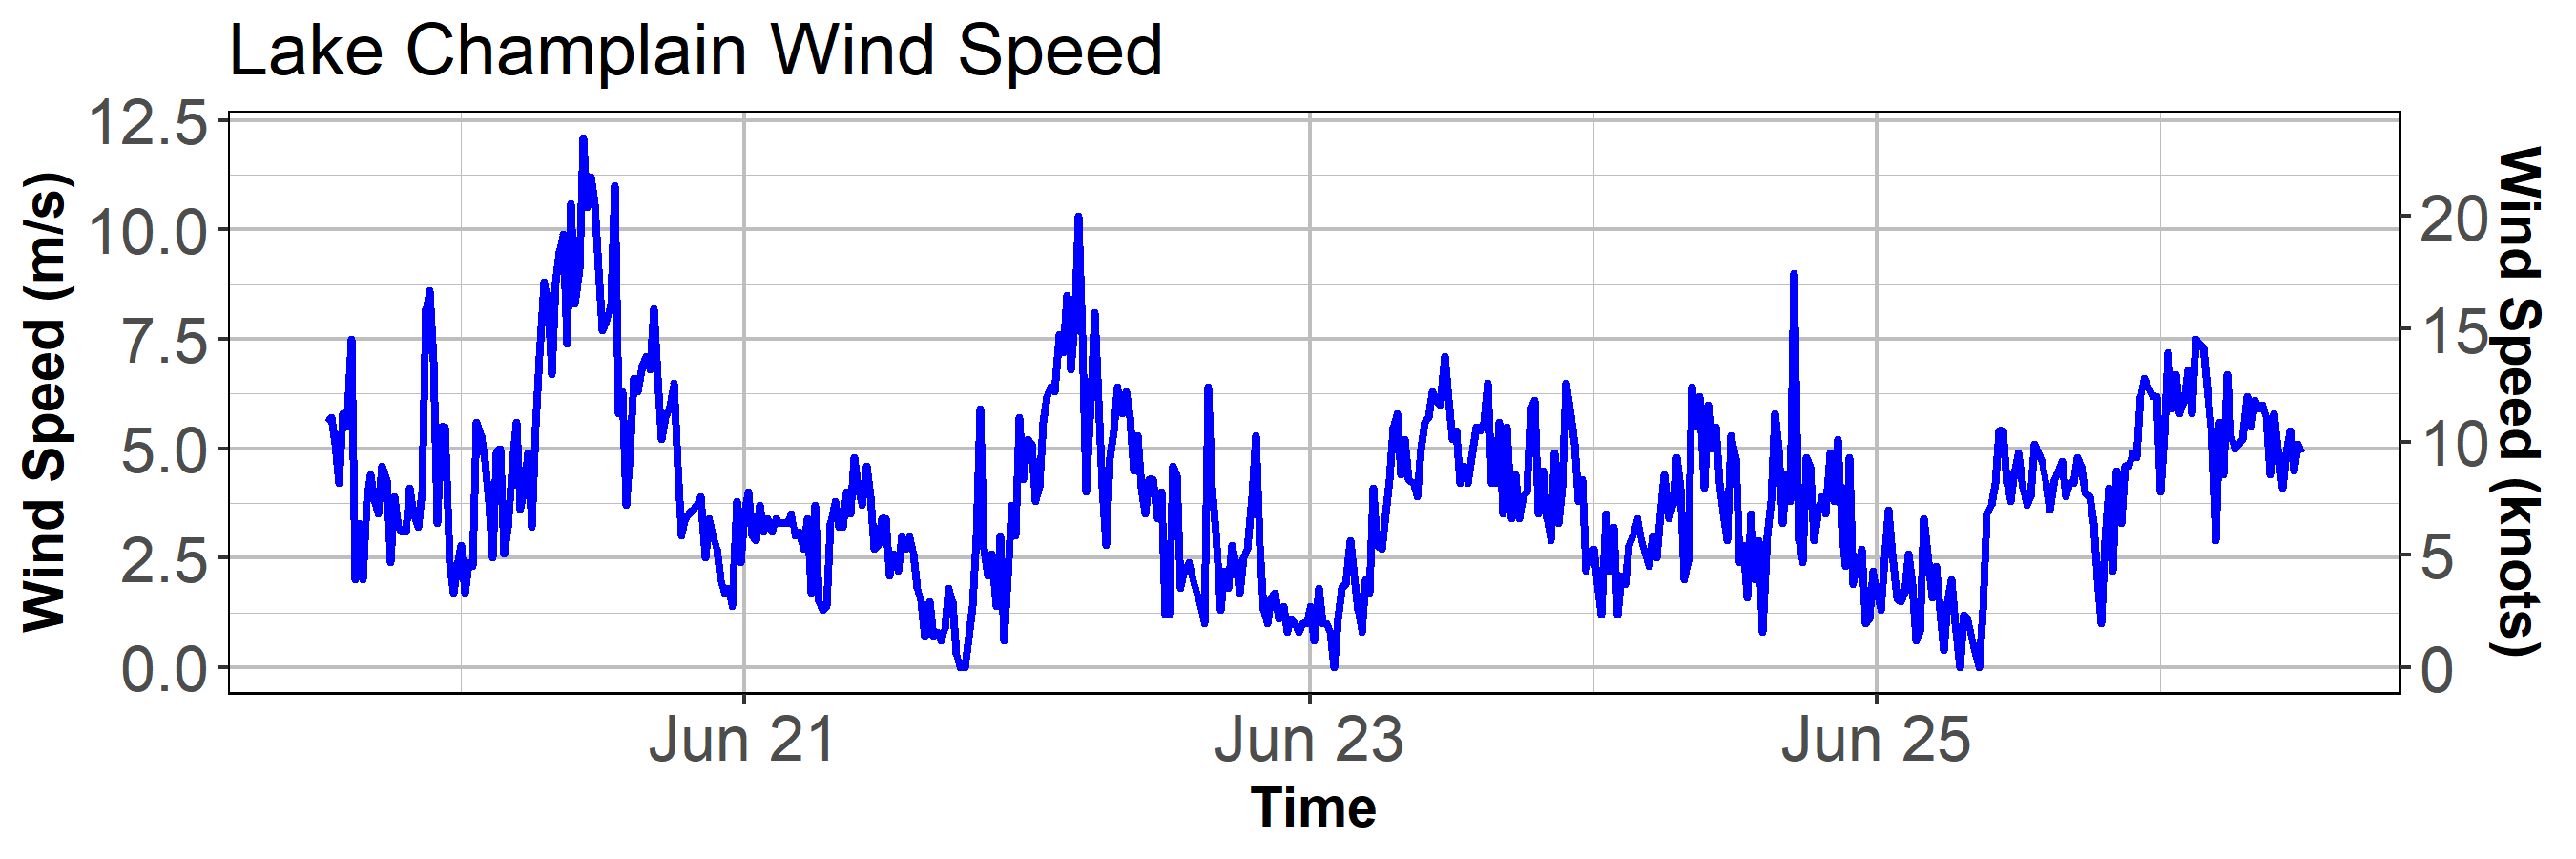 Lake Champlain Wind Speed
Wind Speed (m/s)
12.5
10.0
7.5
5.0
2.5
0.0
Wind Speed (knots)
20
15
10
5
0
Jun 21
Jun 23
Jun 25
Time